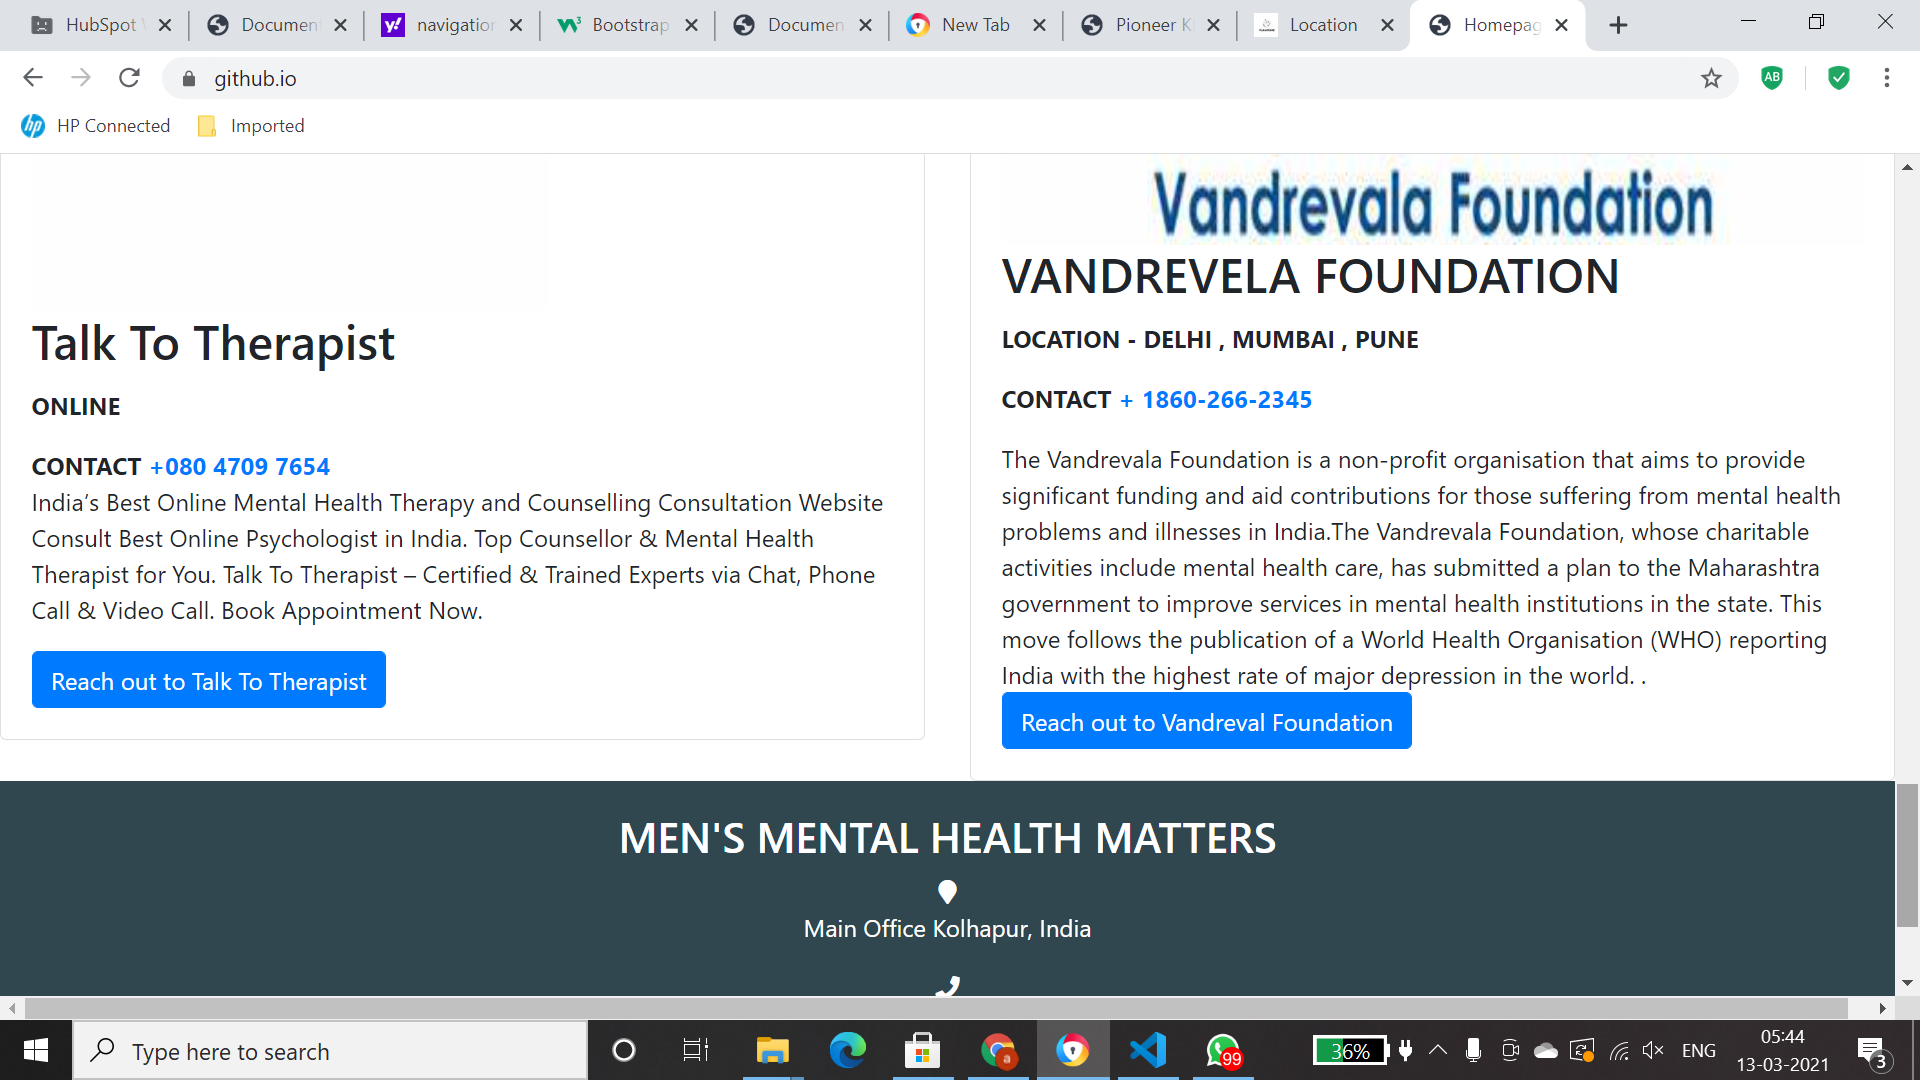 HubSpot
Documen
navigation
Bootstrap
Documen
New Tab
Pioneer K
Location
Homepag
github.io
AB
hp HP Connected
Imported
Vandrevala Foundation
VANDREVELA FOUNDATION
LOCATION - DELHI , MUMBAI , PUNE
CONTACT + 1860-266-2345
The Vandrevala Foundation is a non-profit organisation that aims to provide
significant funding and aid contributions for those suffering from mental health
problems and illnesses in India.The Vandrevala Foundation, whose charitable
activities include mental health care, has submitted a plan to the Maharashtra
government to improve services in mental health institutions in the state. This
move follows the publication of a World Health Organisation (WHO) reporting
India with the highest rate of major depression in the world. .
Reach out to Vandreval Foundation
Talk To Therapist
ONLINE
CONTACT +080 4709 7654
India’s Best Online Mental Health Therapy and Counselling Consultation Website
Consult Best Online Psychologist in India. Top Counsellor & Mental Health
Therapist for You. Talk To Therapist – Certified & Trained Experts via Chat, Phone
Call & Video Call. Book Appointment Now.
Reach out to Talk To Therapist
MEN'S MENTAL HEALTH MATTERS
Main Office Kolhapur, India
Type here to search
a
99
36%
ENG
05:44
13-03-2021
3